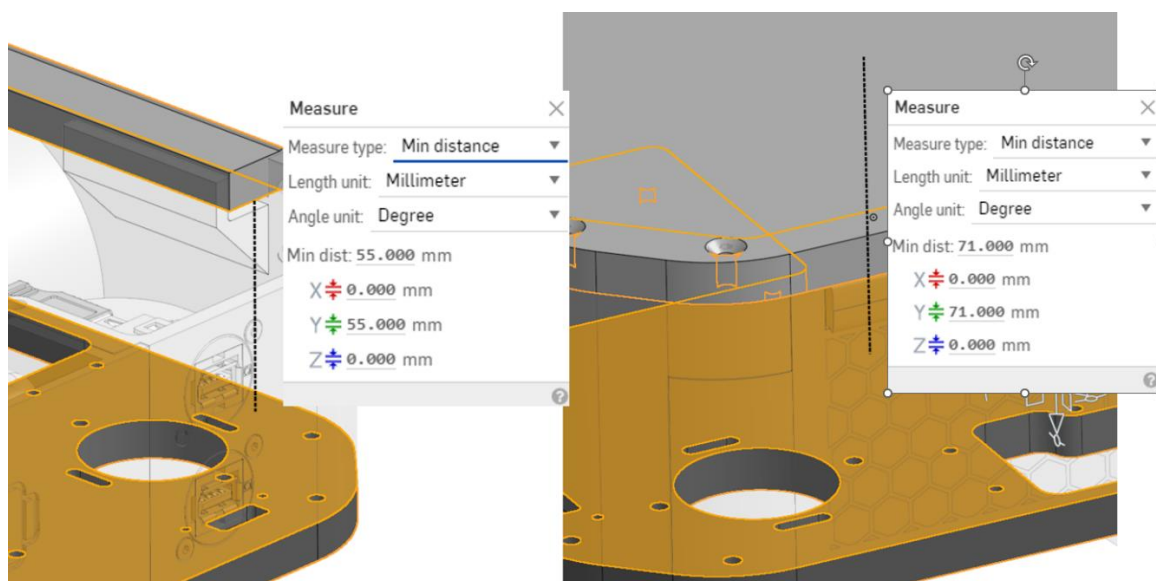 Measure
Measure type: Min distance
Length unit: Millimeter
Angle unit: Degree
Min dist: 55.000 mm
X 0.000 mm
Y 55.000 mm
Z 0.000 mm
Measure
Measure type: Min distance
Length unit: Millimeter
Angle unit: Degree
Min dist: 71.000 mm
X 0.000 mm
Y 71.000 mm
Z 0.000 mm